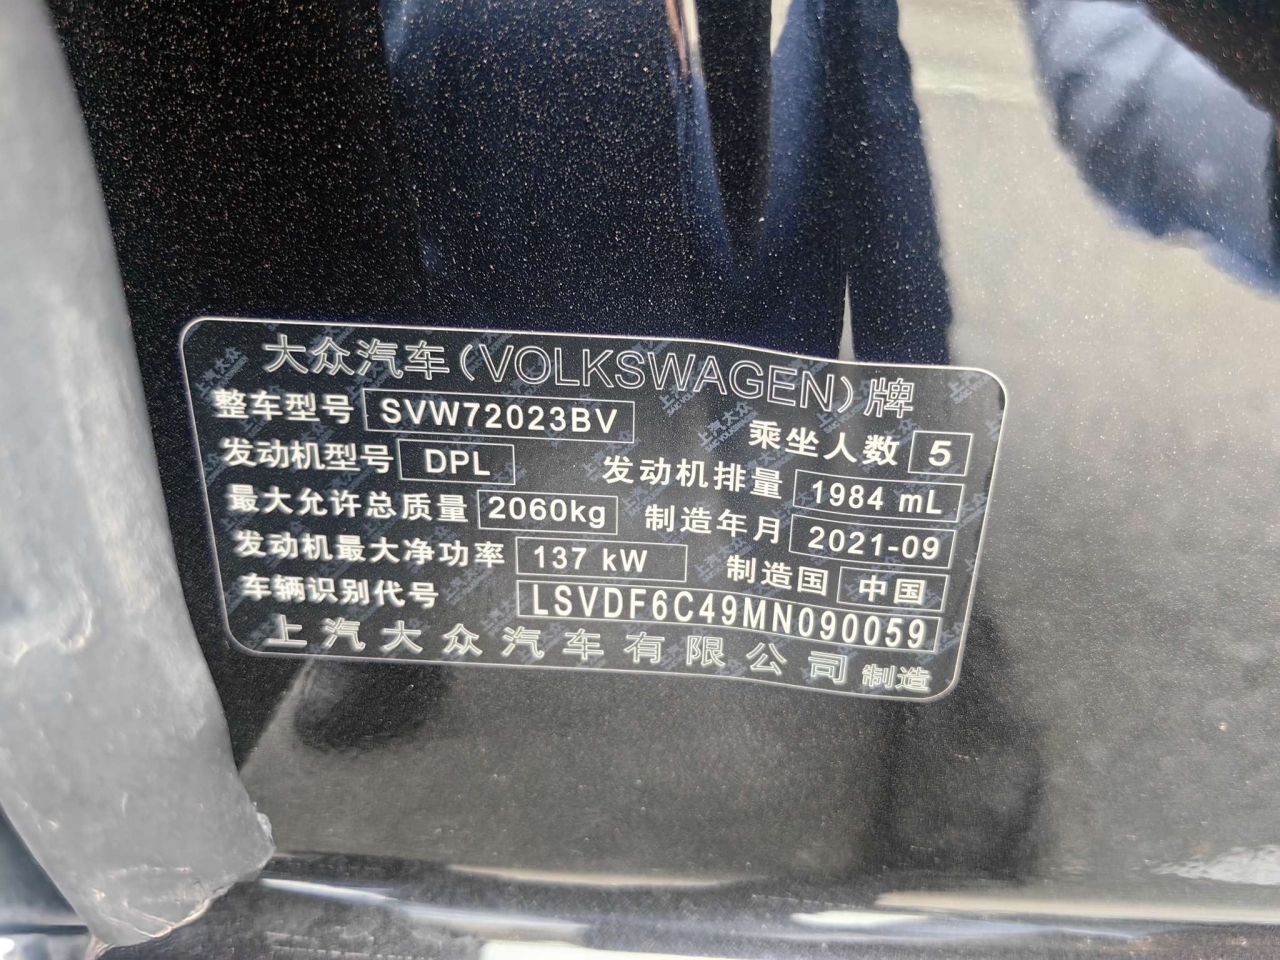 大众汽车(VOLKSWAGEN)牌
整车型号 SVW72023BV 乘坐人数 5
发动机型号 DPL 发动机排量 1984 mL
最大允许总质量 2060kg 制造年月 2021-09
发动机最大净功率 137 kW 制造国 中国
车辆识别代号 LSVDF6C49MN090059
上汽大众汽车有限公司 制造